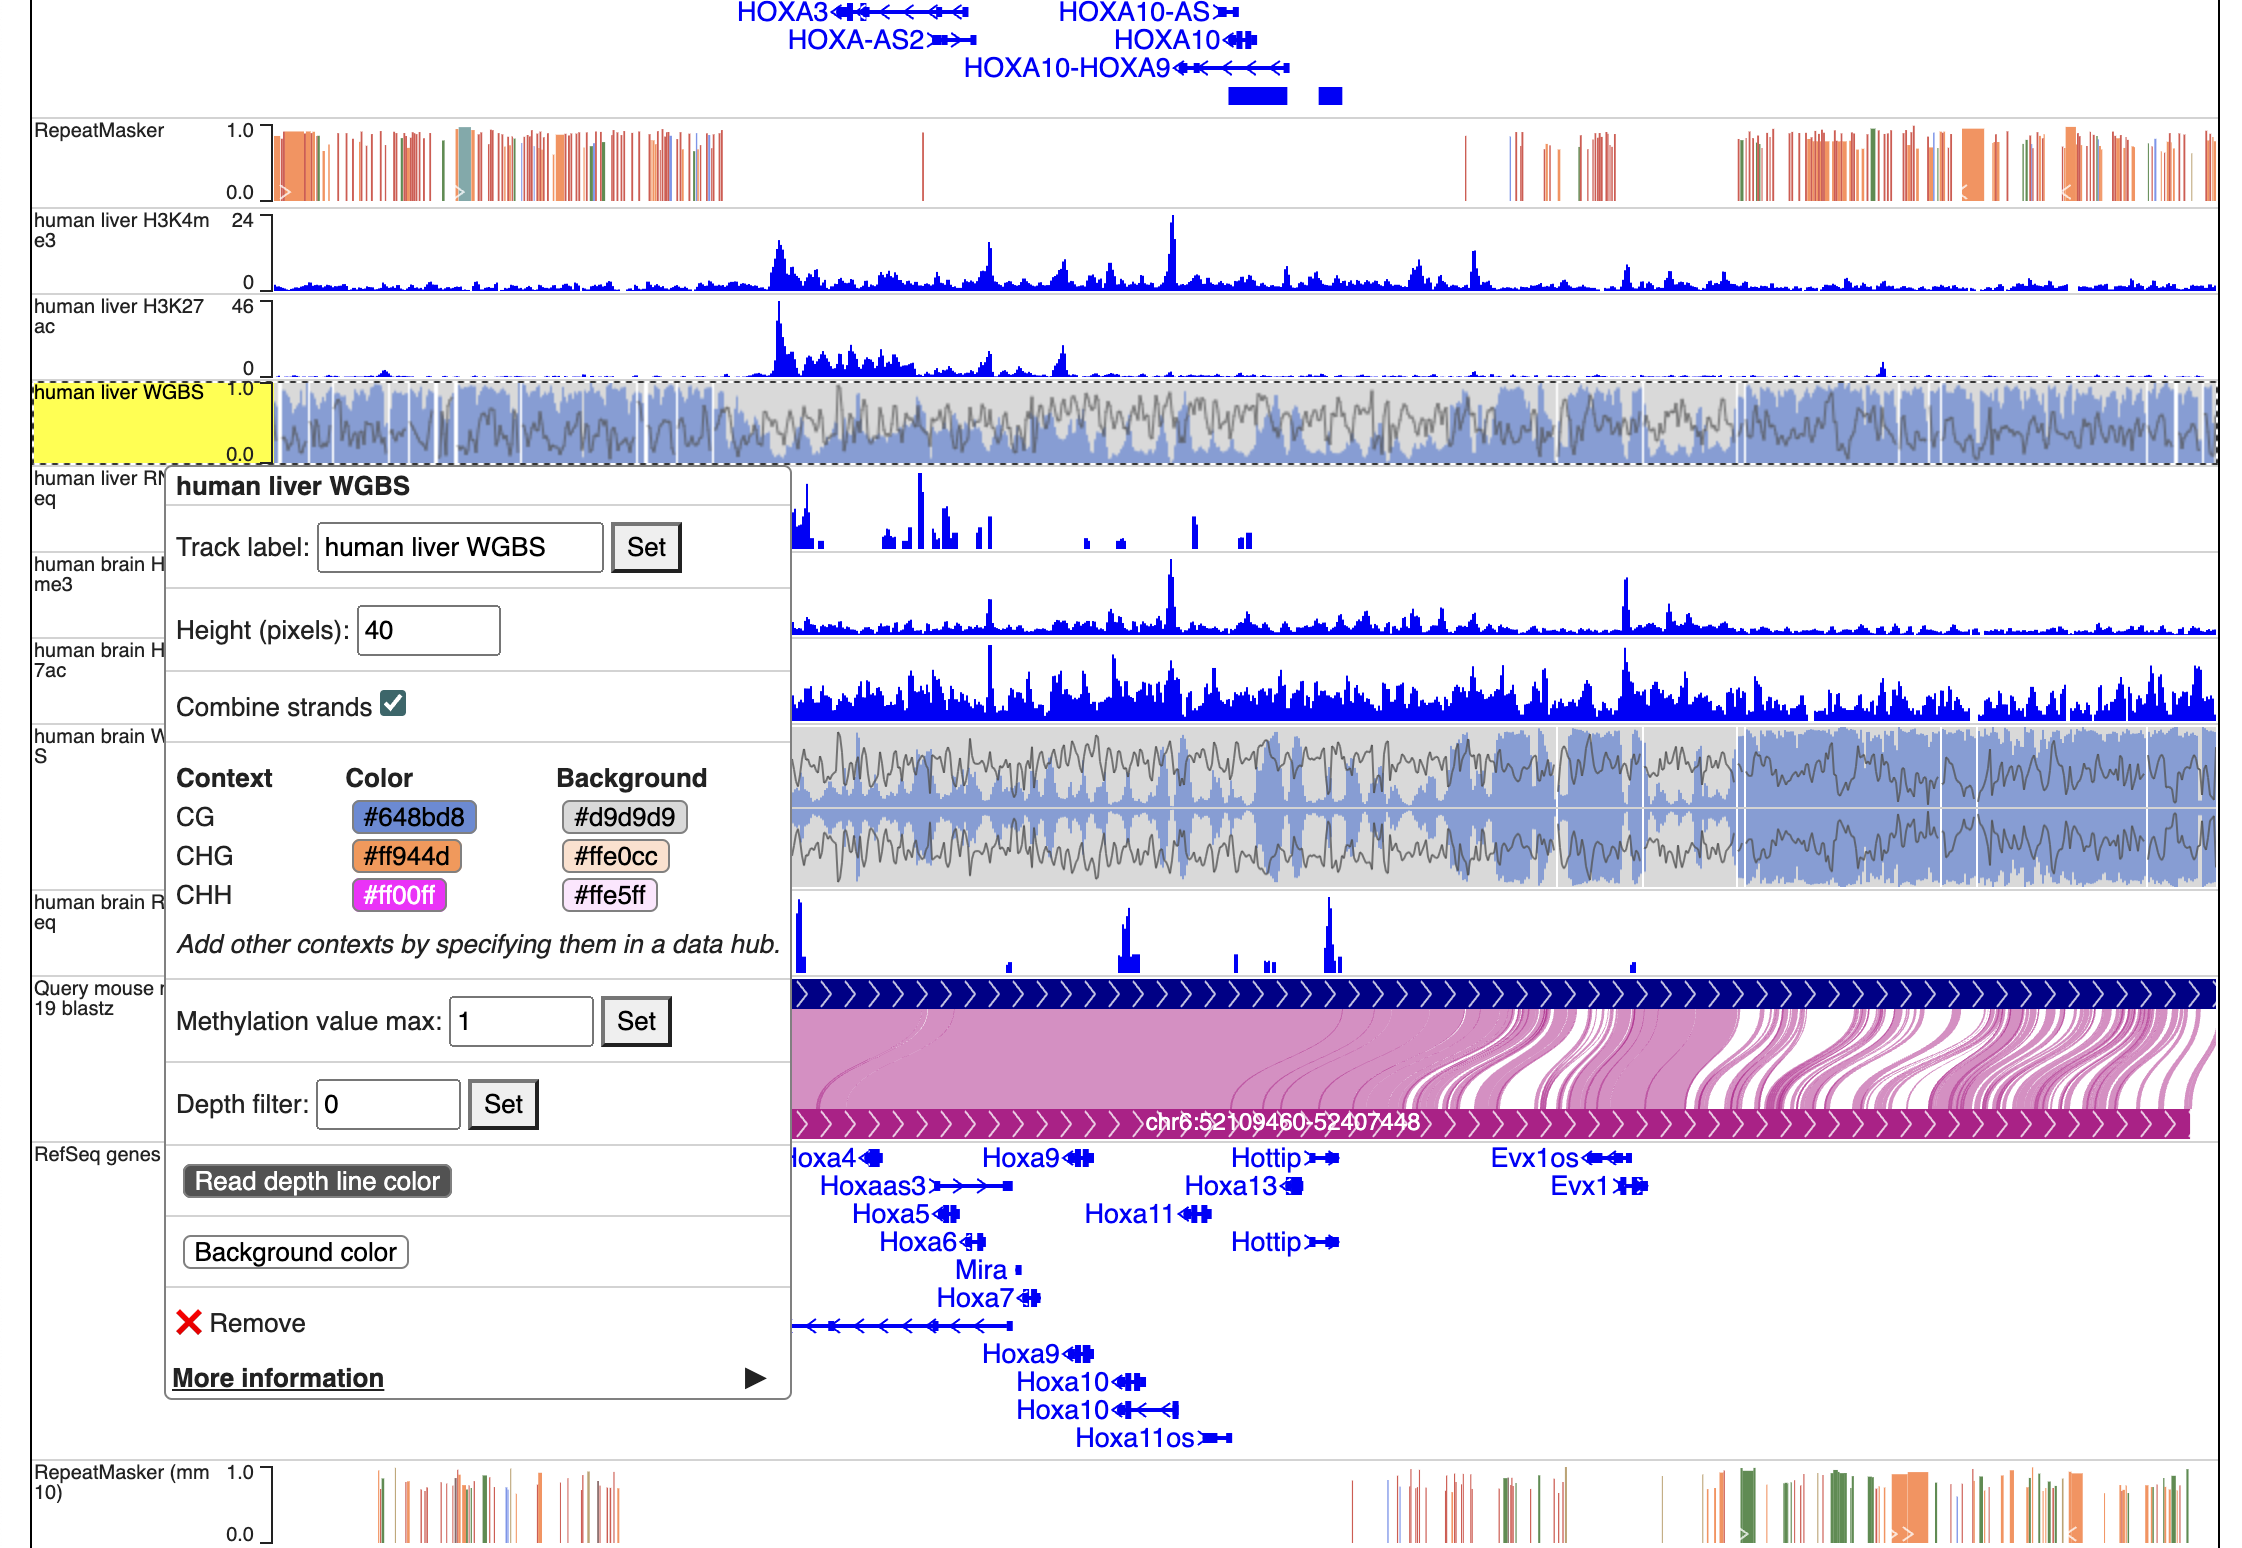 HOXA3 HOXA10-AS
HOXA-AS2 HOXA10
HOXA10-HOXA9
RepeatMasker 1.0
0.0
human liver H3K4m 24
e3
0
human liver H3K27 46
ac
0
human liver WGBS 1.0
0.0
human liver RN
eq
human liver WGBS
Track label: human liver WGBS Set
human brain H
me3
Height (pixels): 40
human brain H
7ac
Combine strands
human brain W
S
Context Color Background
CG #648bd8 #d9d9d9
CHG #ff944d #ffe0cc
CHH #ff00ff #ffe5ff
human brain R
eq
Add other contexts by specifying them in a data hub.
Query mouse
19 blastz
Methylation value max: 1 Set
Depth filter: 0 Set
chr6:52109460-52407448
RefSeq genes
Hoxa4 Hoxa9 Hottip Evx1os
Read depth line color
Hoxaas3 Hoxa13 Evx1
Hoxa5 Hoxa11
Background color
Hoxa6 Hottip
Mira
Hoxa7
Remove
Hoxa9
More information
Hoxa10
Hoxa10
Hoxa11os
RepeatMasker (mm 1.0
10)
0.0